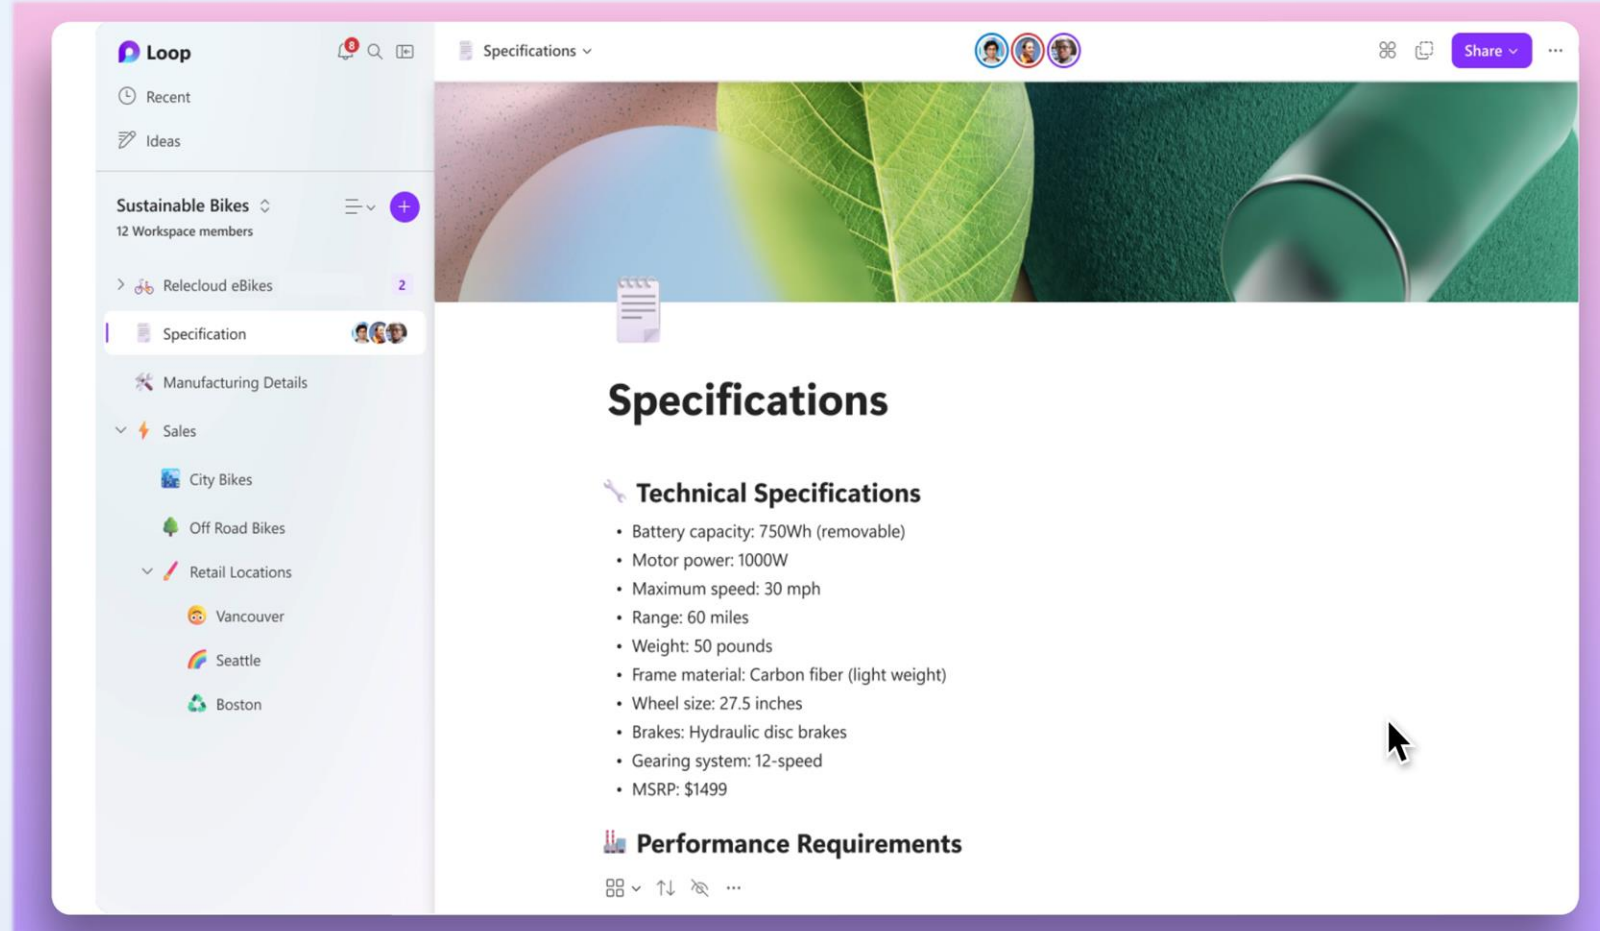 Loop
8
Recent
Ideas
Sustainable Bikes
12 Workspace members
Relecloud eBikes
2
Specification
Manufacturing Details
Sales
City Bikes
Off Road Bikes
Retail Locations
Vancouver
Seattle
Boston
Specifications
Share
Specifications
Technical Specifications
• Battery capacity: 750Wh (removable)
• Motor power: 1000W
• Maximum speed: 30 mph
• Range: 60 miles
• Weight: 50 pounds
• Frame material: Carbon fiber (light weight)
• Wheel size: 27.5 inches
• Brakes: Hydraulic disc brakes
• Gearing system: 12-speed
• MSRP: $1499
Performance Requirements